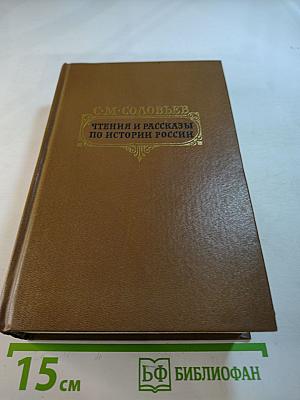 С·М·СОЛОВЬЕВ
ЧТЕНИЯ И РАССКАЗЫ
ПО ИСТОРИИ РОССИИ
15 см
БФ БИБЛИОФАН